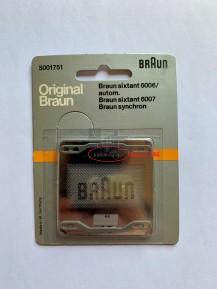 5001751
BRAUN
Original
Braun
Braun sixtant 6006/
autom.
Braun sixtant 6007
Braun synchron
BRAUN